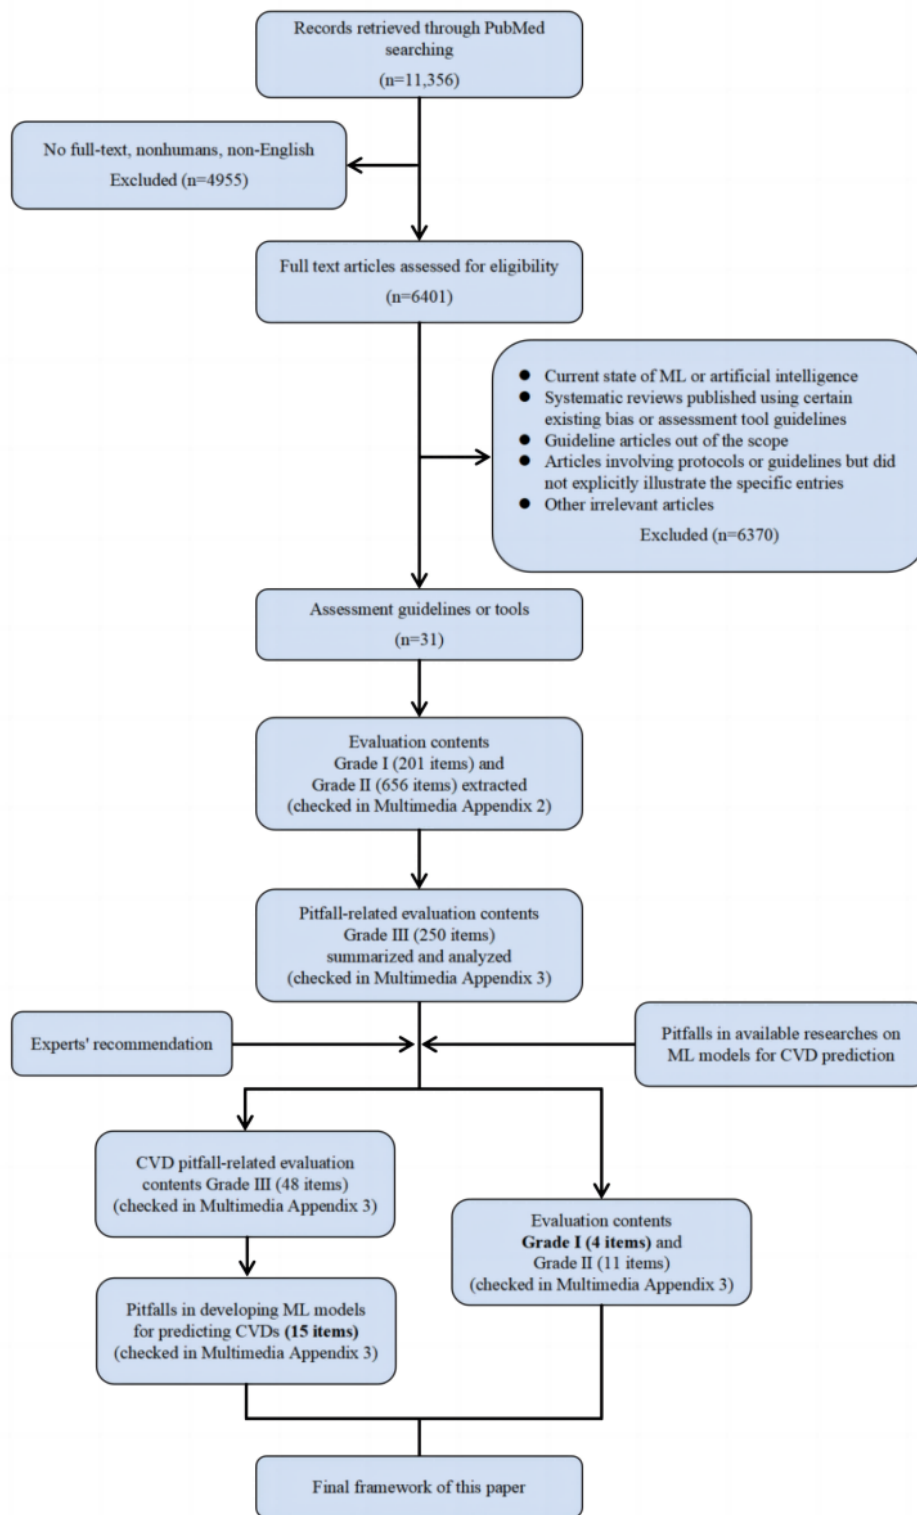 Records retrieved through PubMed
searching
(n=11,356)
No full-text, nonhumans, non-English
Excluded (n=4955)
Full text articles assessed for eligibility
(n=6401)
● Current state of ML or artificial intelligence
● Systematic reviews published using certain
existing bias or assessment tool guidelines
● Guideline articles out of the scope
● Articles involving protocols or guidelines but did
not explicitly illustrate the specific entries
● Other irrelevant articles
Excluded (n=6370)
Assessment guidelines or tools
(n=31)
Evaluation contents
Grade I (201 items) and
Grade II (656 items) extracted
(checked in Multimedia Appendix 2)
Pitfall-related evaluation contents
Grade III (250 items)
summarized and analyzed
(checked in Multimedia Appendix 3)
Experts' recommendation
Pitfalls in available researches on
ML models for CVD prediction
CVD pitfall-related evaluation
contents Grade III (48 items)
(checked in Multimedia Appendix 3)
Evaluation contents
Grade I (4 items) and
Grade II (11 items)
(checked in Multimedia Appendix 3)
Pitfalls in developing ML models
for predicting CVDs (15 items)
(checked in Multimedia Appendix 3)
Final framework of this paper